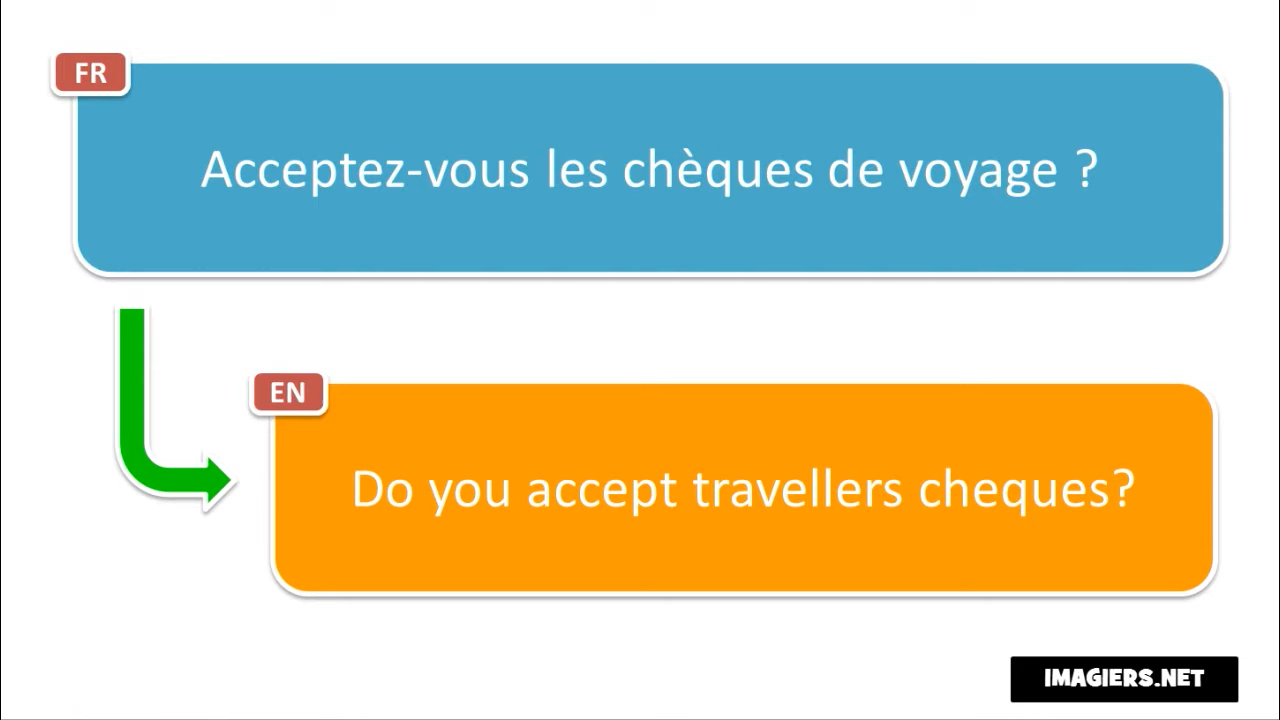 FR
Acceptez-vous les chèques de voyage ?
EN
Do you accept travellers cheques?
IMAGIERS.NET